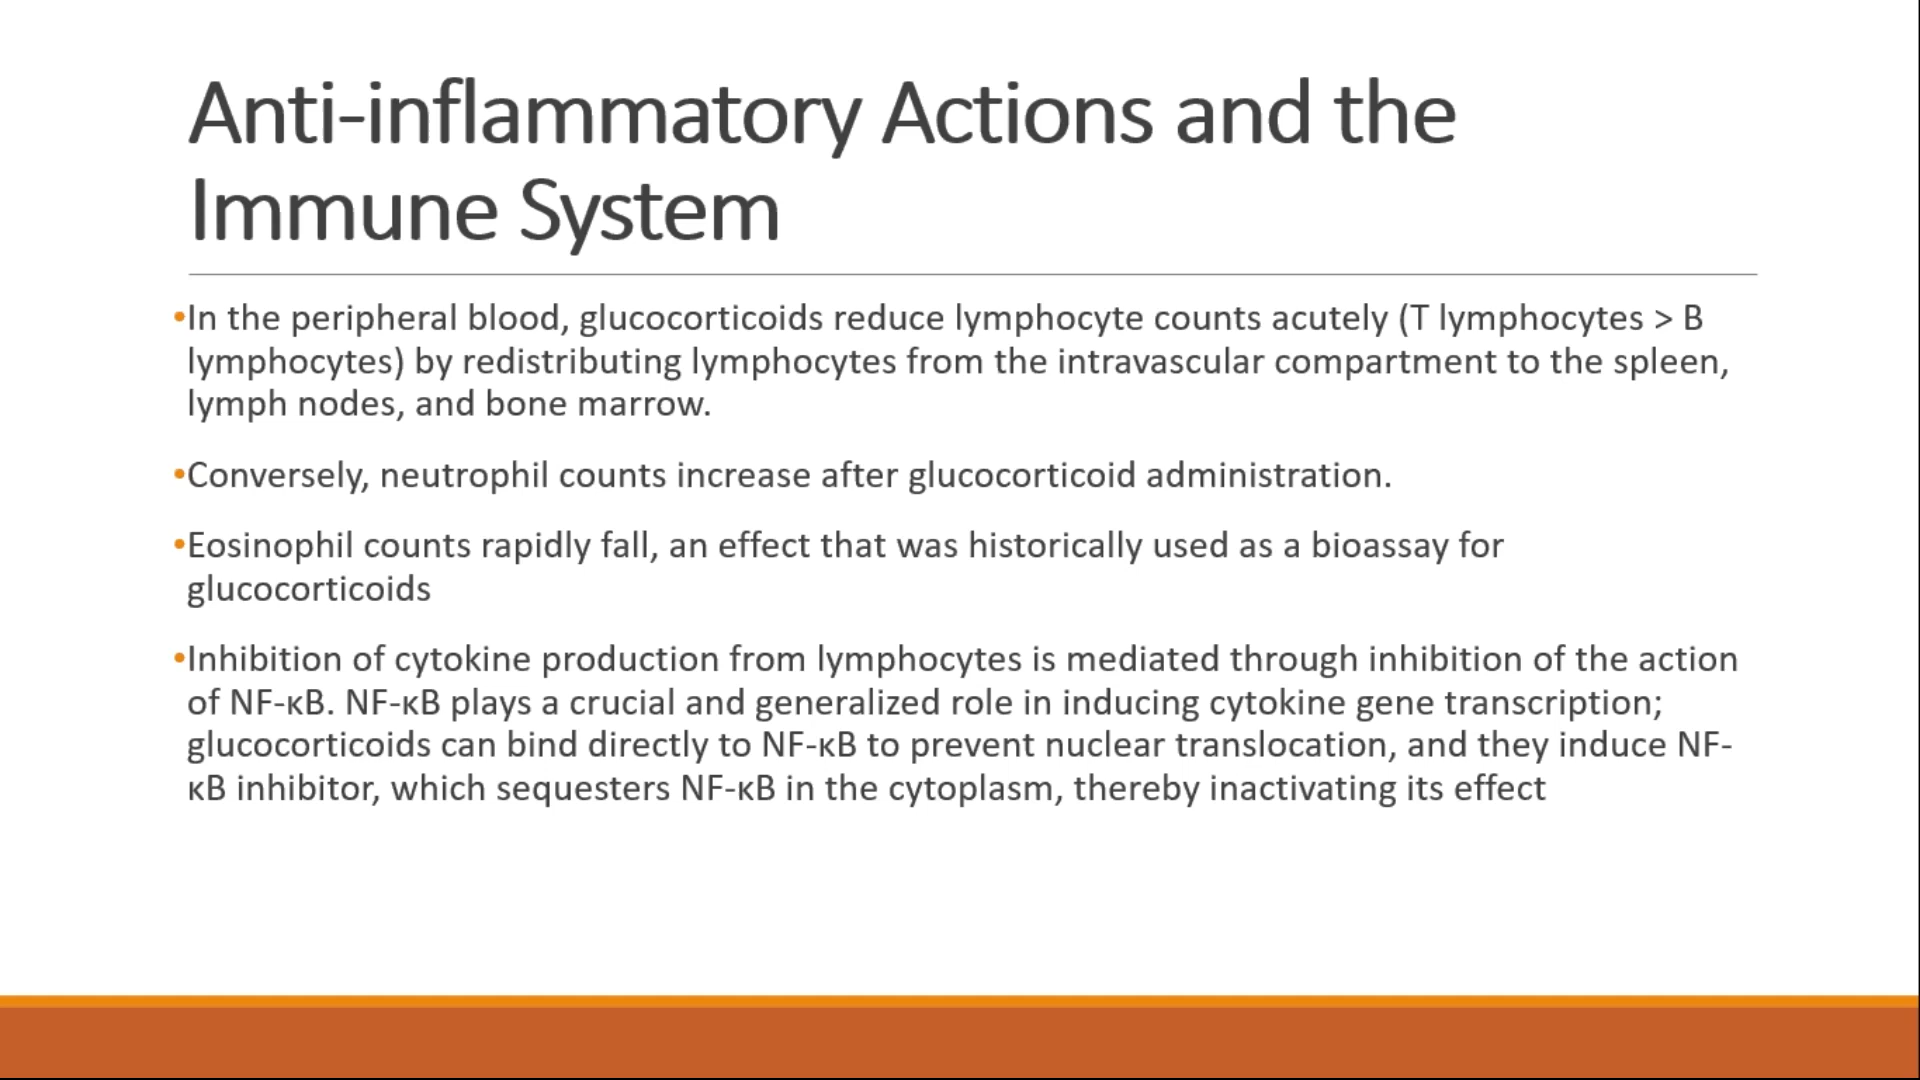 Anti-inflammatory Actions and the
Immune System
•In the peripheral blood, glucocorticoids reduce lymphocyte counts acutely (T lymphocytes > B
lymphocytes) by redistributing lymphocytes from the intravascular compartment to the spleen,
lymph nodes, and bone marrow.
•Conversely, neutrophil counts increase after glucocorticoid administration.
•Eosinophil counts rapidly fall, an effect that was historically used as a bioassay for
glucocorticoids
•Inhibition of cytokine production from lymphocytes is mediated through inhibition of the action
of NF-κB. NF-κB plays a crucial and generalized role in inducing cytokine gene transcription;
glucocorticoids can bind directly to NF-κB to prevent nuclear translocation, and they induce NF-
κB inhibitor, which sequesters NF-κB in the cytoplasm, thereby inactivating its effect